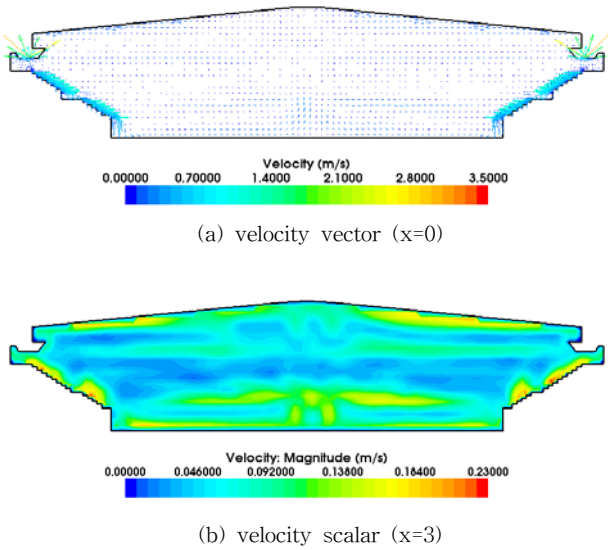 Velocity (m/s)
0.00000 0.70000 1.4000 2.1000 2.8000 3.5000
(a) velocity vector (x=0)
Velocity: Magnitude (m/s)
0.00000 0.046000 0.092000 0.13800 0.18400 0.23000
(b) velocity scalar (x=3)